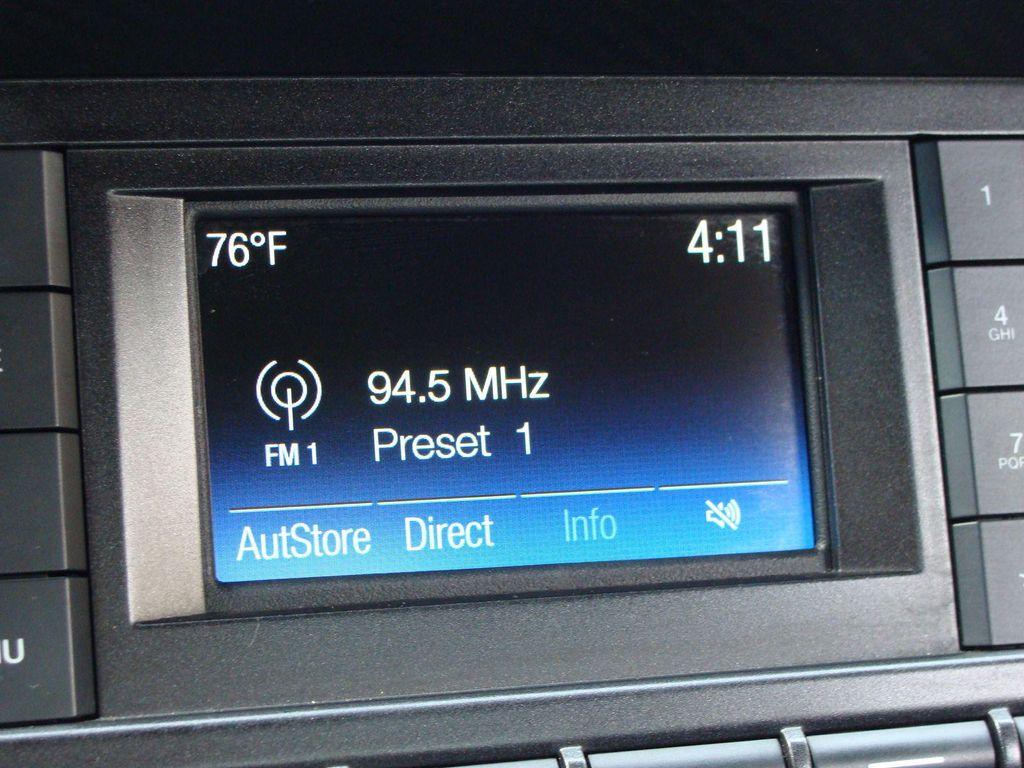 76°F 4:11
94.5 MHz
FM 1 Preset 1
AutStore Direct Info
1
4
GHI
7